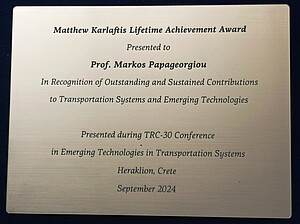 Matthew Karlaftis Lifetime Achievement Award
Presented to
Prof. Markos Papageorgiou
In Recognition of Outstanding and Sustained Contributions
to Transportation Systems and Emerging Technologies
Presented during TRC-30 Conference
in Emerging Technologies in Transportation Systems
Heraklion, Crete
September 2024